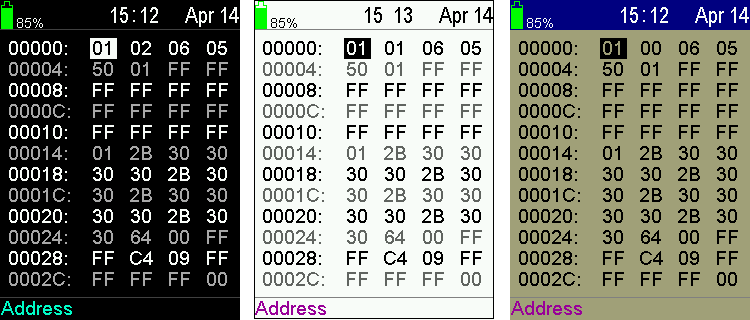 85% 15:12 Apr 14
00000: 01 02 06 05
00004: 50 01 FF FF
00008: FF FF FF FF
0000C: FF FF FF FF
00010: FF FF FF FF
00014: 01 2B 30 30
00018: 30 30 2B 30
0001C: 30 2B 30 30
00020: 30 30 2B 30
00024: 30 64 00 FF
00028: FF C4 09 FF
0002C: FF FF FF 00
Address
85% 15 13 Apr 14
00000: 01 01 06 05
00004: 50 01 FF FF
00008: FF FF FF FF
0000C: FF FF FF FF
00010: FF FF FF FF
00014: 01 2B 30 30
00018: 30 30 2B 30
0001C: 30 2B 30 30
00020: 30 30 2B 30
00024: 30 64 00 FF
00028: FF C4 09 FF
0002C: FF FF FF 00
Address
85% 15:12 Apr 14
00000: 01 00 06 05
00004: 50 01 FF FF
00008: FF FF FF FF
0000C: FF FF FF FF
00010: FF FF FF FF
00014: 01 2B 30 30
00018: 30 30 2B 30
0001C: 30 2B 30 30
00020: 30 30 2B 30
00024: 30 64 00 FF
00028: FF C4 09 FF
0002C: FF FF FF 00
Address